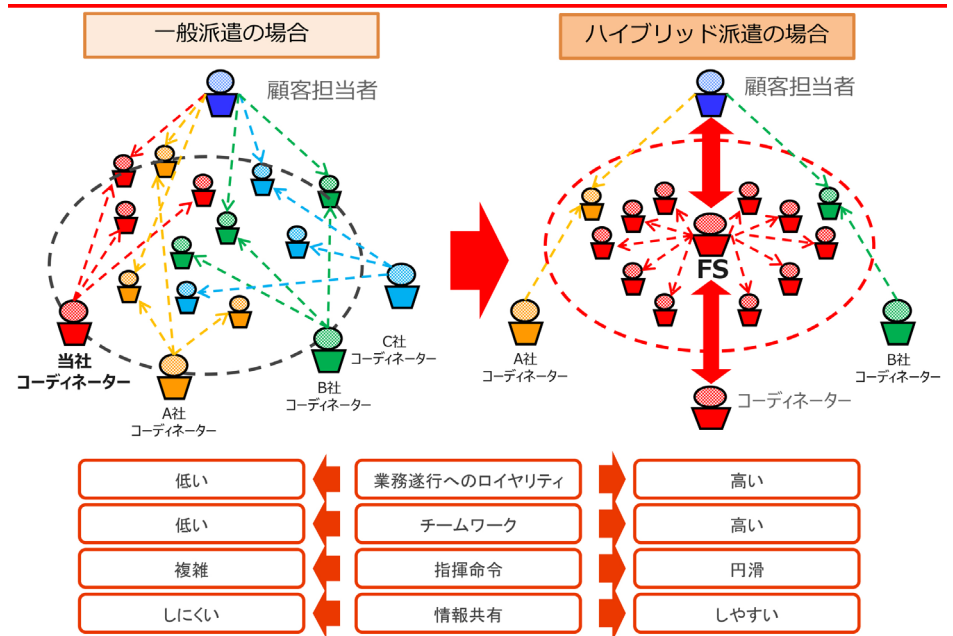 一般派遣の場合
ハイブリッド派遣の場合
顧客担当者
顧客担当者
当社
コーディネーター
A社
コーディネーター
B社
コーディネーター
C社
コーディネーター
FS
A社
コーディネーター
B社
コーディネーター
コーディネーター
低い
業務遂行へのロイヤリティ
高い
低い
チームワーク
高い
複雑
指揮命令
円滑
しにくい
情報共有
しやすい